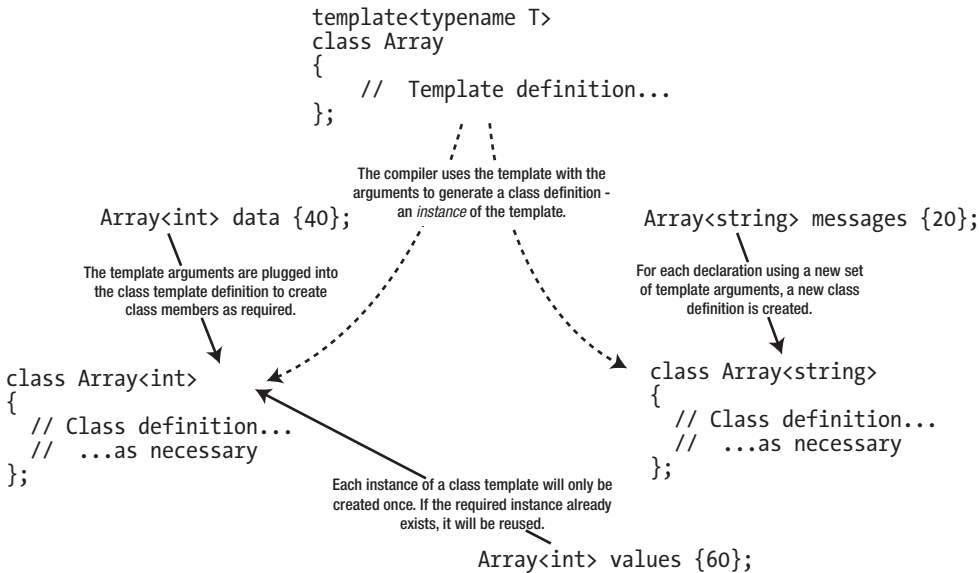 template<typename T>
class Array
{
    //  Template definition...
};
The compiler uses the template with the
arguments to generate a class definition -
an instance of the template.
Array<int> data {40};
Array<string> messages {20};
The template arguments are plugged into
the class template definition to create
class members as required.
For each declaration using a new set
of template arguments, a new class
definition is created.
class Array<int>
{
  // Class definition...
  //  ...as necessary
};
class Array<string>
{
  // Class definition...
  //  ...as necessary
};
Each instance of a class template will only be
created once. If the required instance already
exists, it will be reused.
Array<int> values {60};